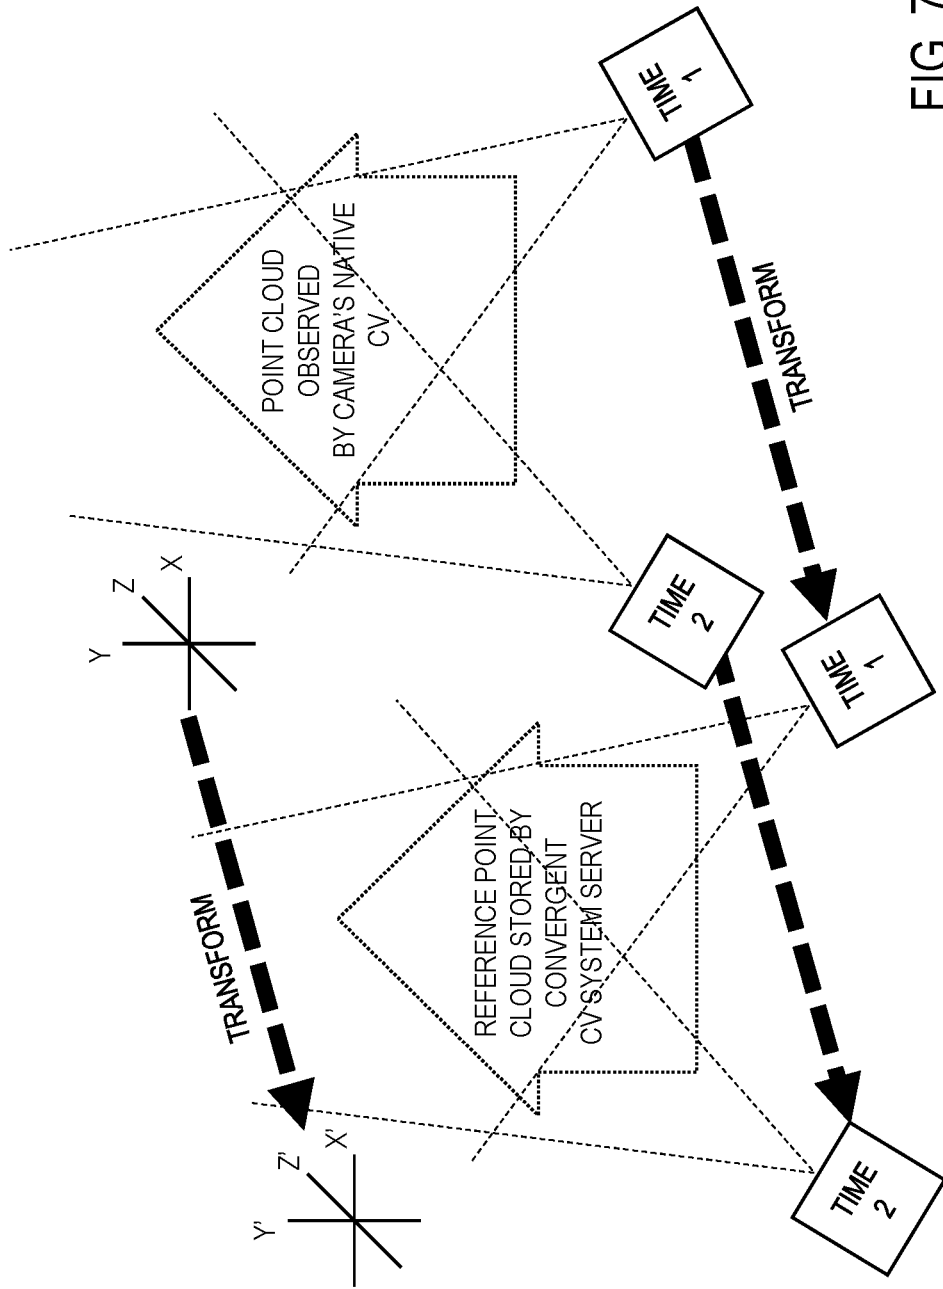 Y'
Z'
X'
TRANSFORM
Y
Z
X
REFERENCE POINT
CLOUD STORED BY
CONVERGENT
CV SYSTEM SERVER
POINT CLOUD
OBSERVED
BY CAMERA'S NATIVE
CV
TIME
2
TIME
1
TIME
2
TIME
1
TRANSFORM
FIG. 7